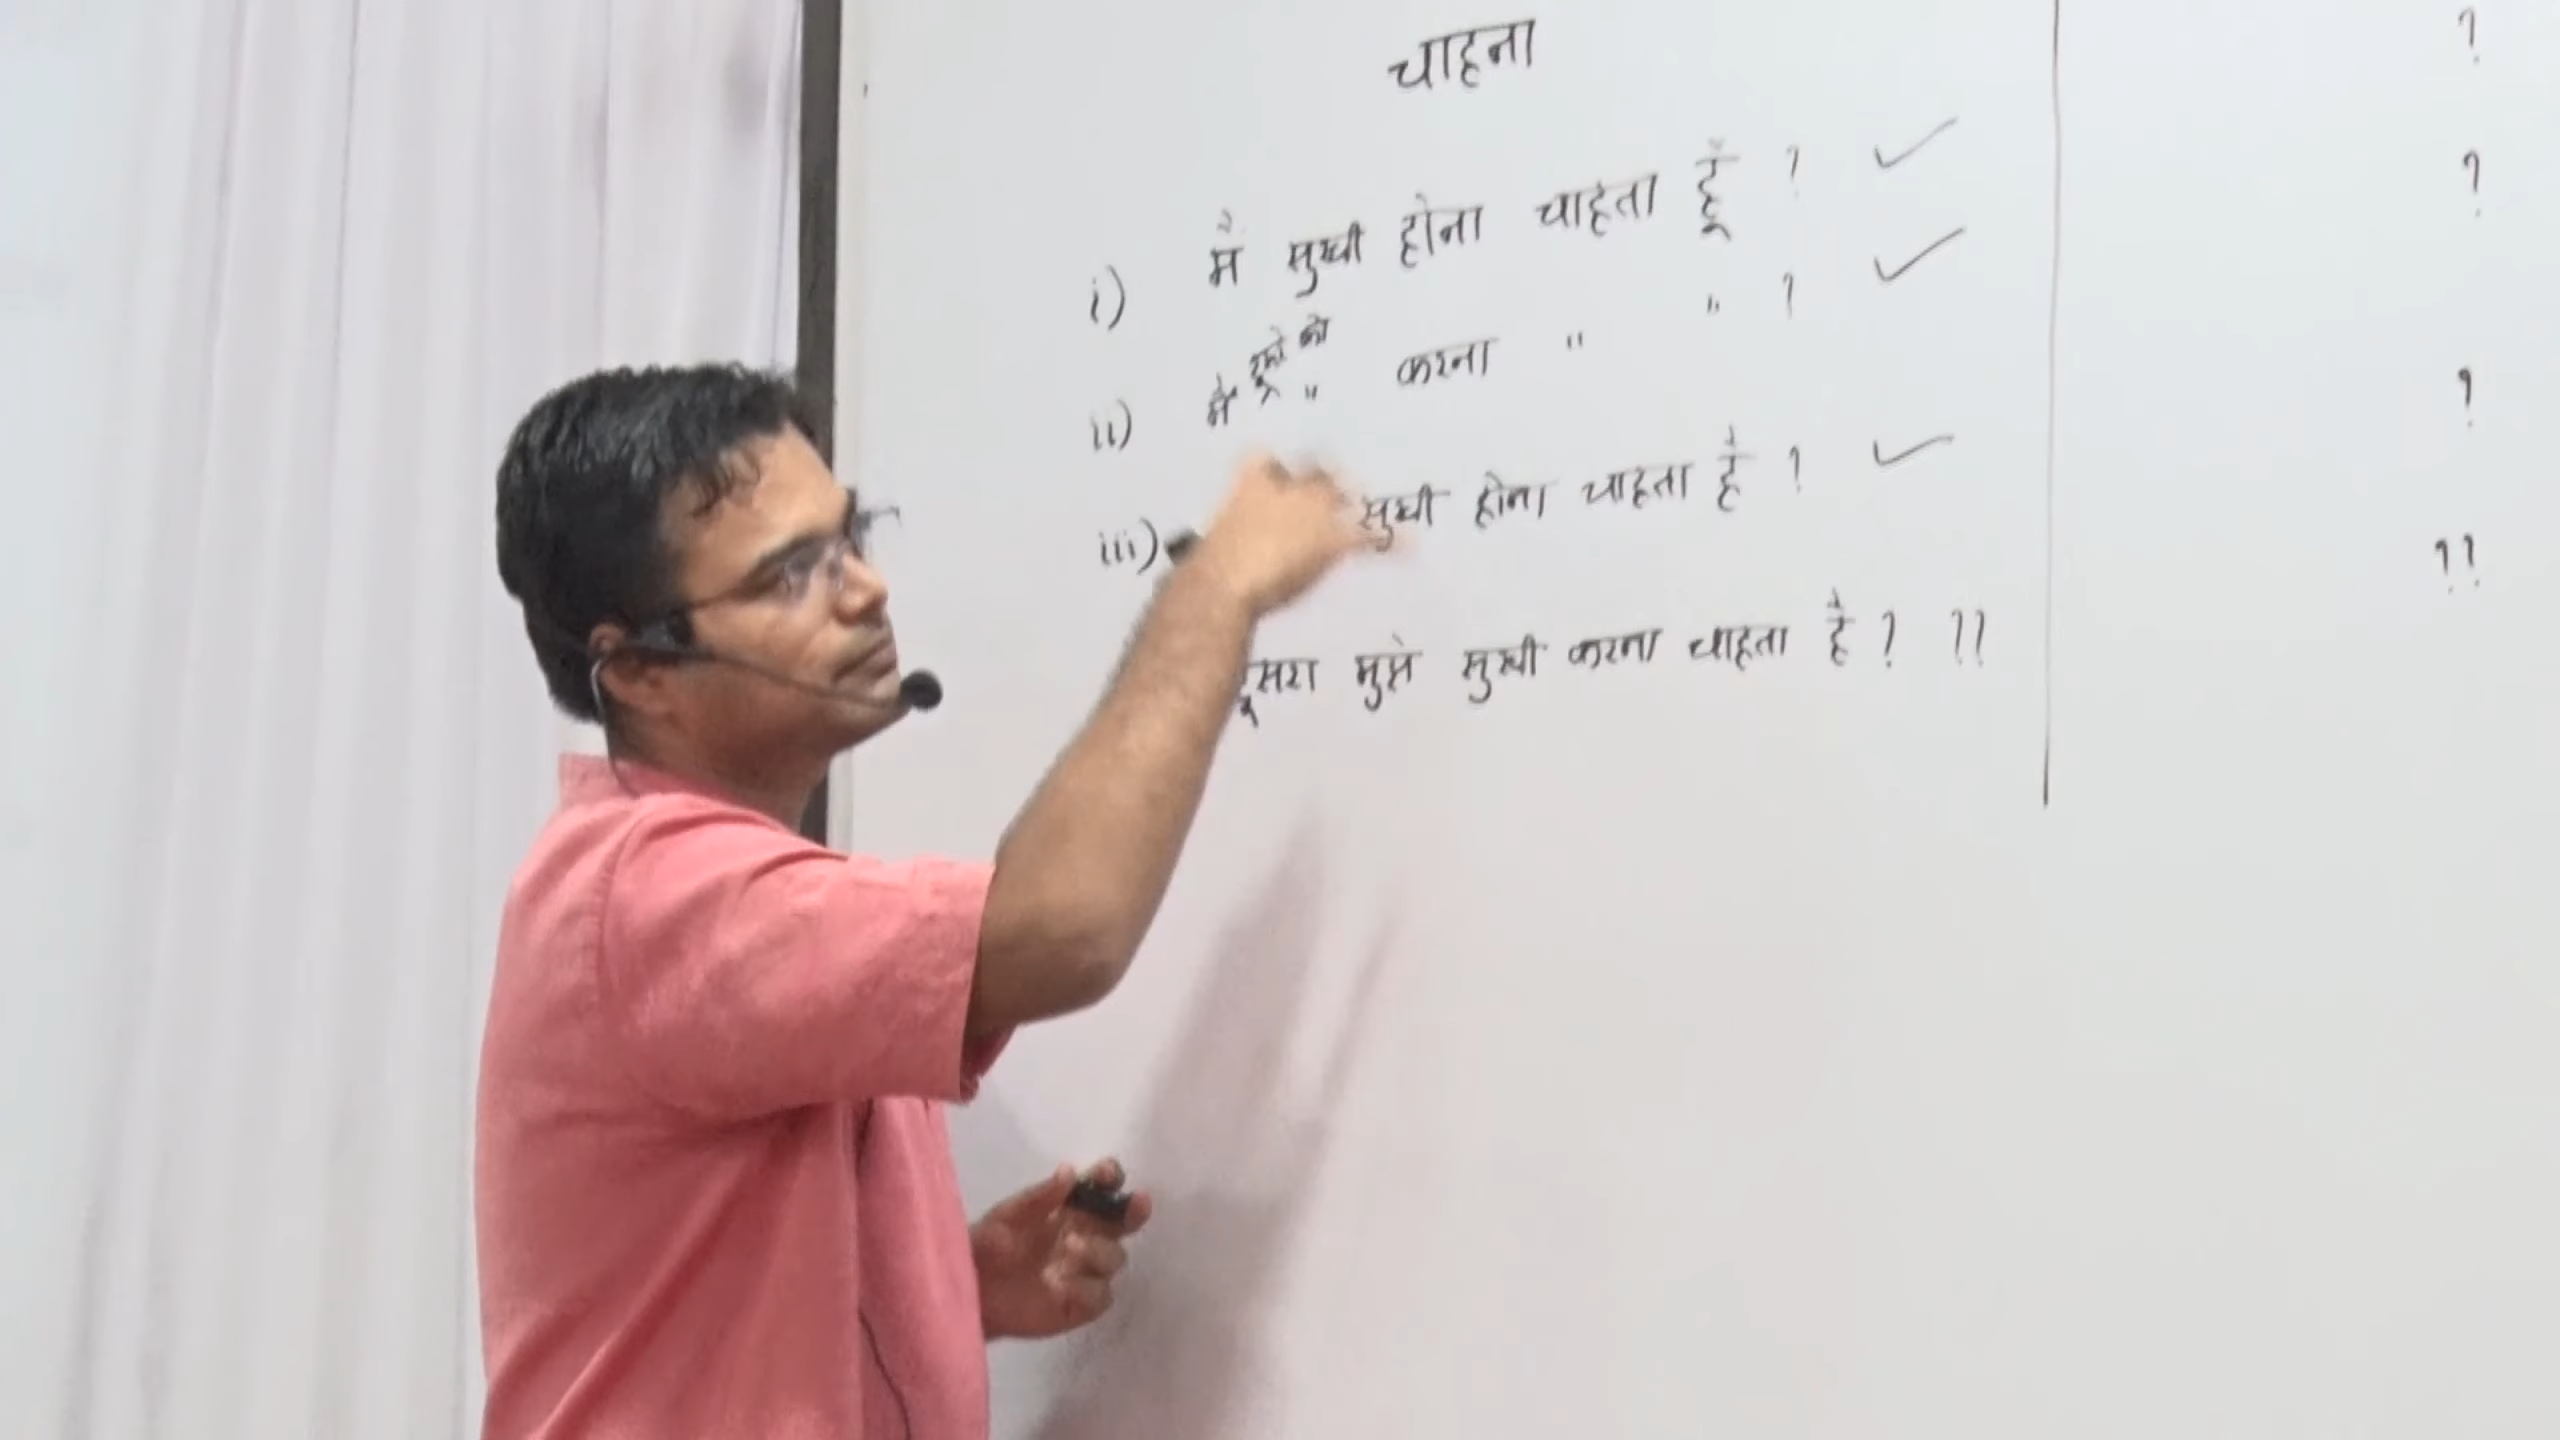 चाहना
i) मैं सुखी होना चाहता हूँ ? ✓
दूसरे को
ii) मैं " करना " " ? ✓
iii) सुखी होना चाहता है ? ✓
दूसरा मुझे सुखी करना चाहता है ? ??
?
?
?
??